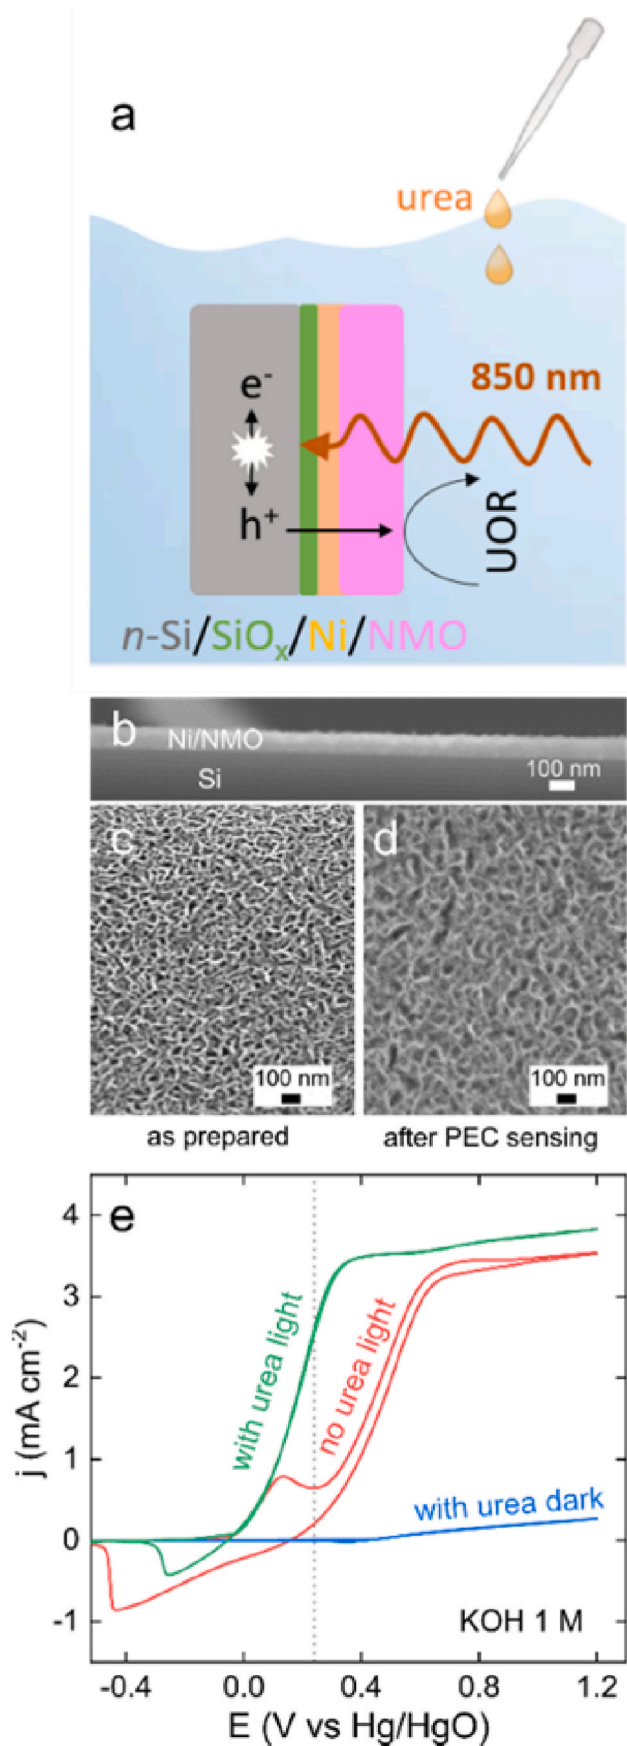 a
urea
850 nm
e⁻
h⁺
UOR
n-Si/SiOₓ/Ni/NMO
b
Ni/NMO
Si
100 nm
c
d
100 nm
100 nm
as prepared
after PEC sensing
e
4
3
2
1
0
-1
j (mA cm⁻²)
with urea light
no urea light
with urea dark
KOH 1 M
-0.4
0.0
0.4
0.8
1.2
E (V vs Hg/HgO)